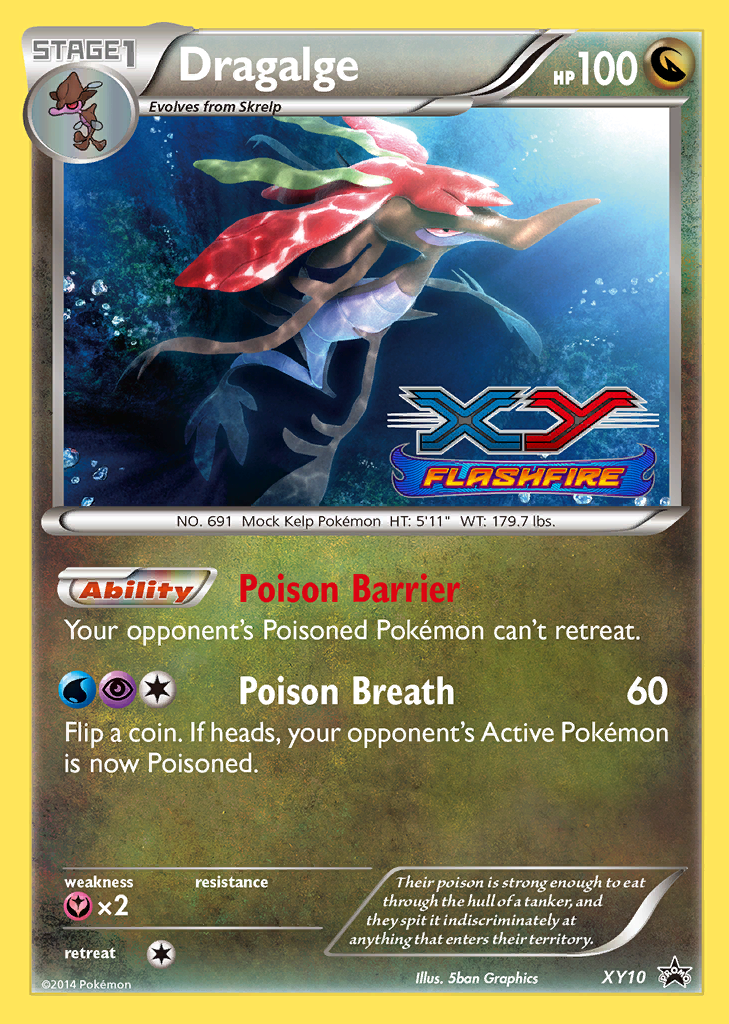 STAGE1
Dragalge
HP100
Evolves from Skrelp
XY
FLASHFIRE
NO. 691 Mock Kelp Pokémon HT: 5'11" WT: 179.7 lbs.
Ability Poison Barrier
Your opponent's Poisoned Pokémon can't retreat.
Poison Breath 60
Flip a coin. If heads, your opponent's Active Pokémon
is now Poisoned.
weakness resistance
×2
retreat
Their poison is strong enough to eat
through the hull of a tanker, and
they spit it indiscriminately at
anything that enters their territory.
©2014 Pokémon
Illus. 5ban Graphics
XY10
PROMO